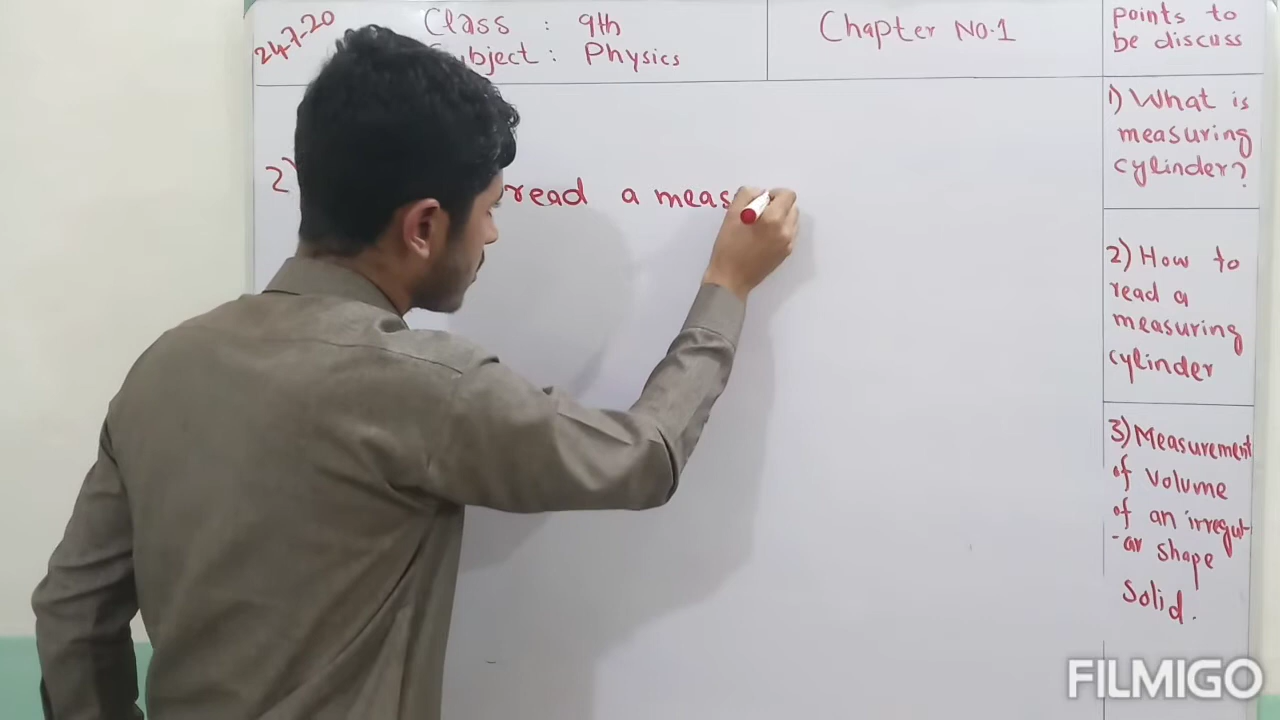 24-7-20
Class : 9th
Subject : Physics
Chapter No.1
points to
be discuss
1) What is
measuring
cylinder?
2) How to
read a
measuring
cylinder
3) Measurement
of volume
of an irregul-
-ar shape
solid.
2)
read a meas
FILMIGO